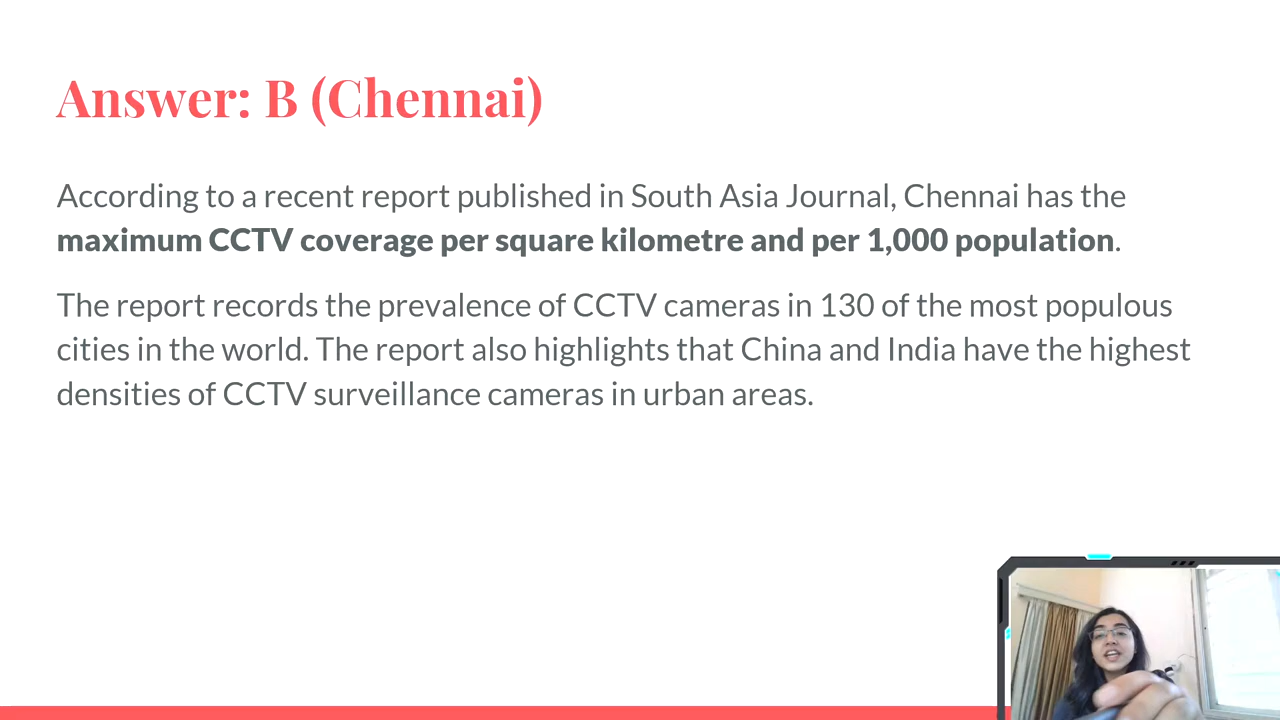 Answer: B (Chennai)
According to a recent report published in South Asia Journal, Chennai has the
maximum CCTV coverage per square kilometre and per 1,000 population.
The report records the prevalence of CCTV cameras in 130 of the most populous
cities in the world. The report also highlights that China and India have the highest
densities of CCTV surveillance cameras in urban areas.